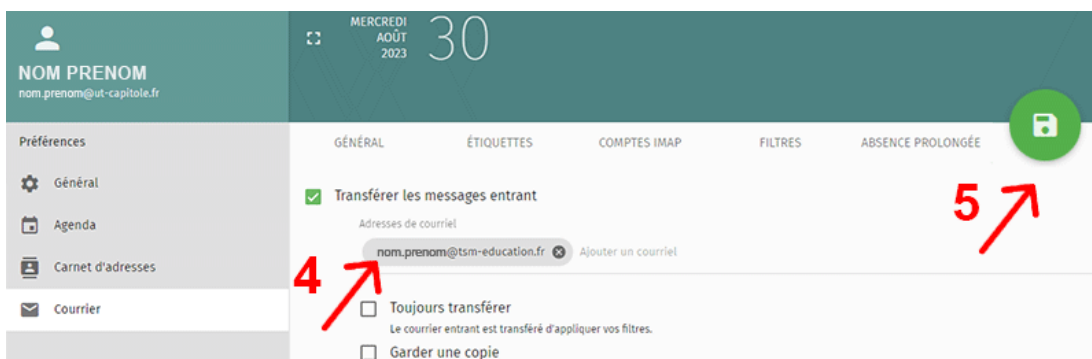 MERCREDI
AOÛT
2023
30
NOM PRENOM
nom.prenom@ut-capitole.fr
Préférences
GÉNÉRAL ÉTIQUETTES COMPTES IMAP FILTRES ABSENCE PROLONGÉE
Général
Agenda
Carnet d'adresses
Courrier
Transférer les messages entrant
Adresses de courriel
nom.prenom@tsm-education.fr Ajouter un courriel
4
5
Toujours transférer
Le courrier entrant est transféré d'appliquer vos filtres.
Garder une copie